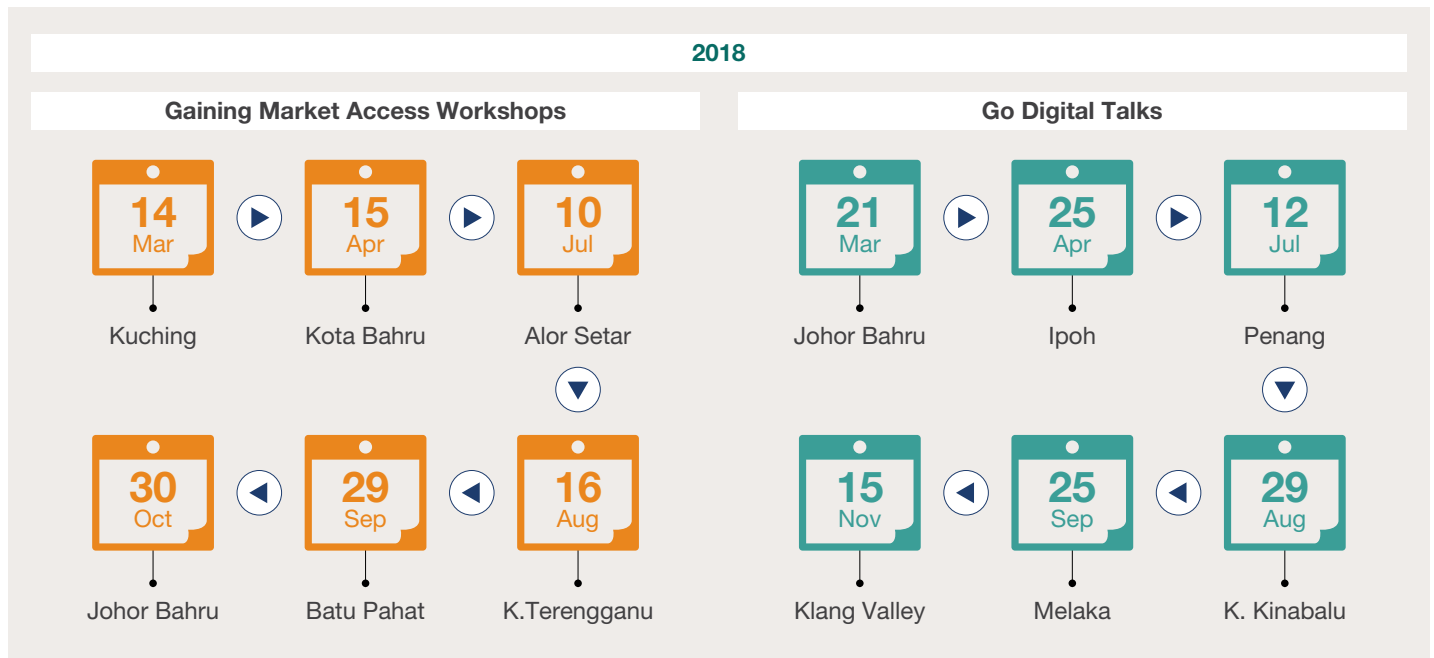 2018
Gaining Market Access Workshops
14
Mar
Kuching
15
Apr
Kota Bahru
10
Jul
Alor Setar
16
Aug
K.Terengganu
29
Sep
Batu Pahat
30
Oct
Johor Bahru
Go Digital Talks
21
Mar
Johor Bahru
25
Apr
Ipoh
12
Jul
Penang
29
Aug
K. Kinabalu
25
Sep
Melaka
15
Nov
Klang Valley